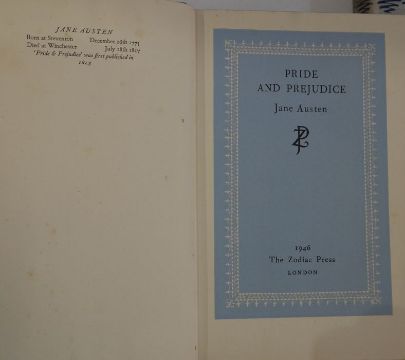 JANE AUSTEN
Born at Steventon December 16th 1775
Died at Winchester July 18th 1817
'Pride & Prejudice' was first published in
1813
PRIDE
AND PREJUDICE
Jane Austen
ZP
1946
The Zodiac Press
LONDON